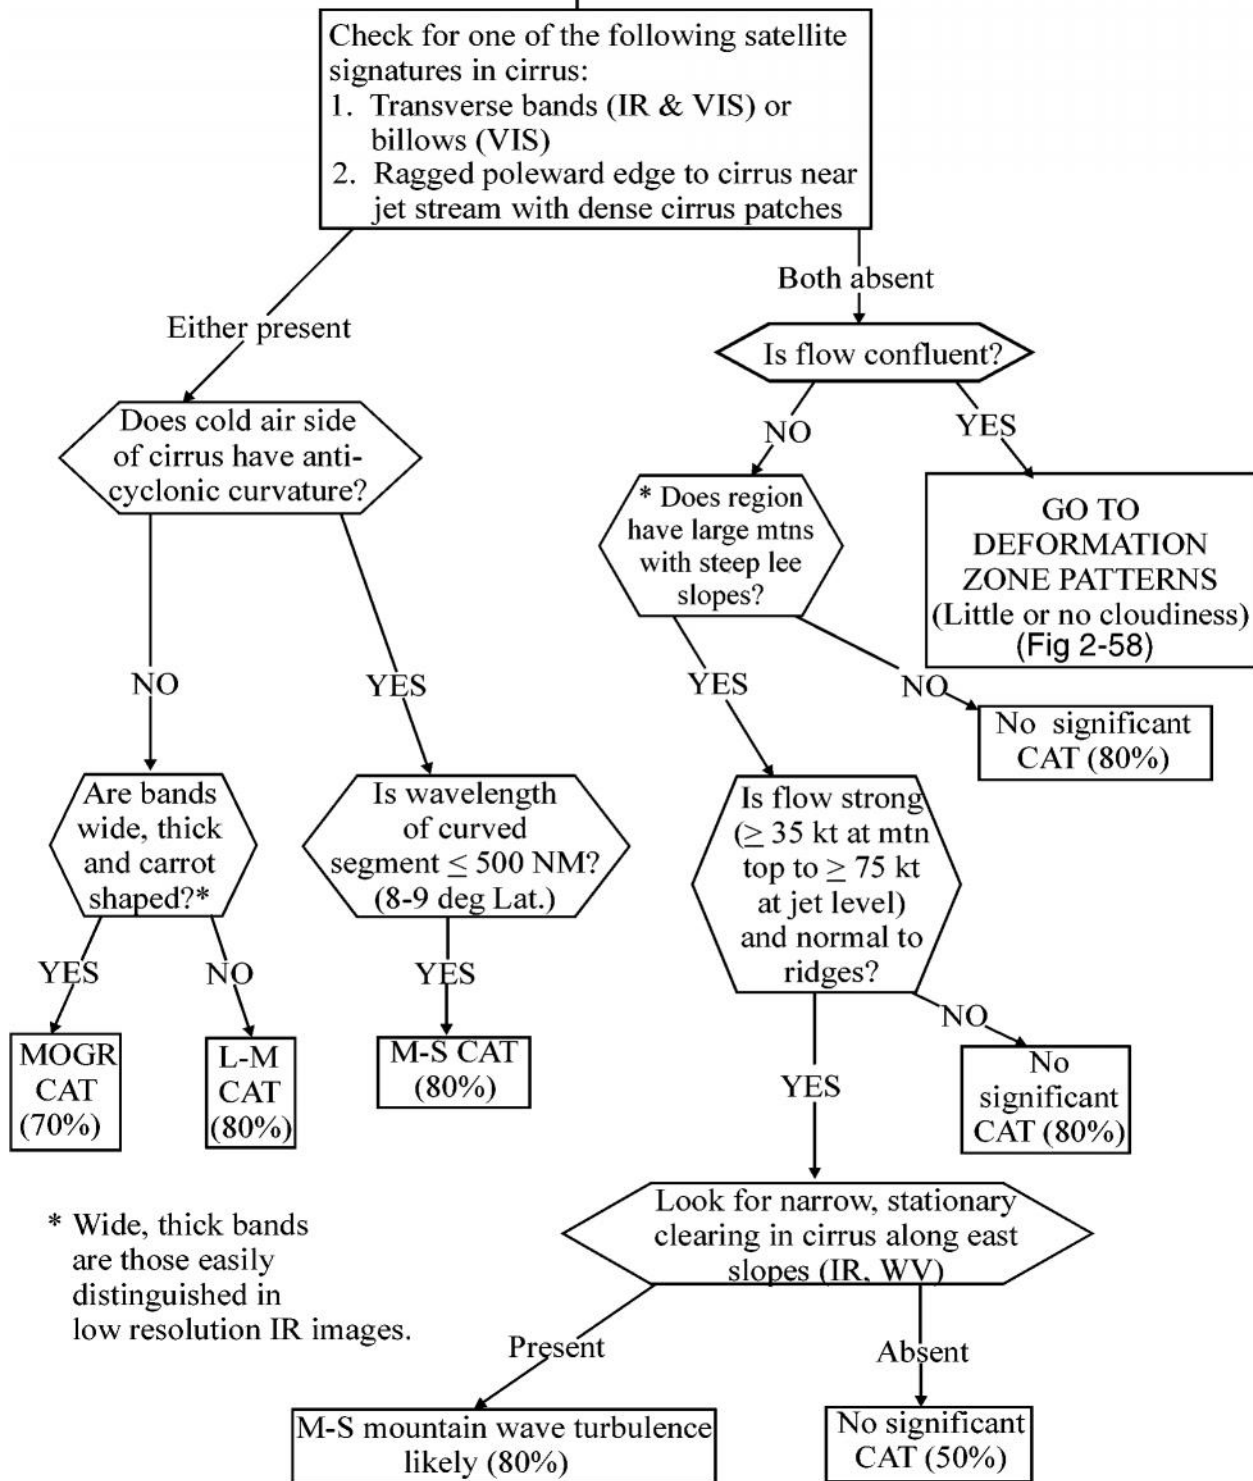 Check for one of the following satellite
signatures in cirrus:
1. Transverse bands (IR & VIS) or
billows (VIS)
2. Ragged poleward edge to cirrus near
jet stream with dense cirrus patches
Either present
Both absent
Does cold air side
of cirrus have anti-
cyclonic curvature?
Is flow confluent?
NO
YES
* Does region
have large mtns
with steep lee
slopes?
GO TO
DEFORMATION
ZONE PATTERNS
(Little or no cloudiness)
(Fig 2-58)
NO
YES
YES
NO
No significant
CAT (80%)
Are bands
wide, thick
and carrot
shaped?*
Is wavelength
of curved
segment ≤ 500 NM?
(8-9 deg Lat.)
Is flow strong
(≥ 35 kt at mtn
top to ≥ 75 kt
at jet level)
and normal to
ridges?
YES
NO
YES
YES
NO
MOGR
CAT
(70%)
L-M
CAT
(80%)
M-S CAT
(80%)
No
significant
CAT (80%)
* Wide, thick bands
are those easily
distinguished in
low resolution IR images.
Look for narrow, stationary
clearing in cirrus along east
slopes (IR, WV)
Present
Absent
M-S mountain wave turbulence
likely (80%)
No significant
CAT (50%)